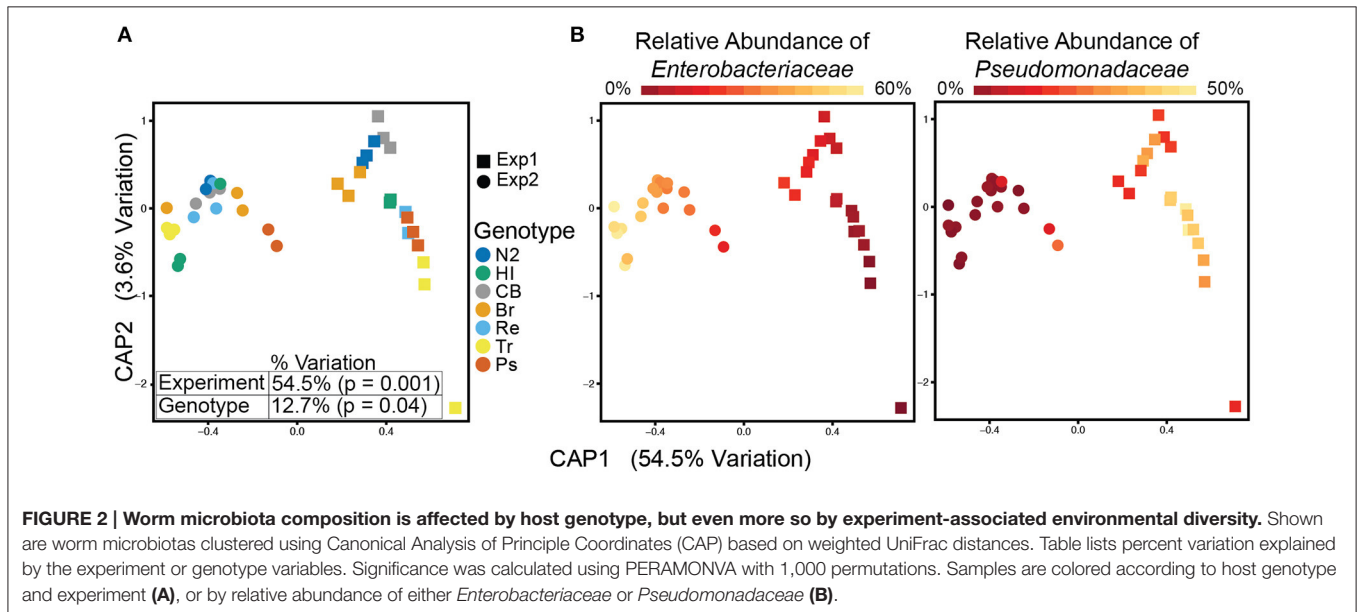 A
B
Relative Abundance of
Enterobacteriaceae
0% 60%
Relative Abundance of
Pseudomonadaceae
0% 50%
CAP2 (3.6% Variation)
1
0
−1
−2
−0.4 0.0 0.4
% Variation
Experiment 54.5% (p = 0.001)
Genotype 12.7% (p = 0.04)
Exp1
Exp2
Genotype
N2
HI
CB
Br
Re
Tr
Ps
1
0
−1
−2
−0.4 0.0 0.4
1
0
−1
−2
−0.4 0.0 0.4
CAP1 (54.5% Variation)
FIGURE 2 | Worm microbiota composition is affected by host genotype, but even more so by experiment-associated environmental diversity. Shown
are worm microbiotas clustered using Canonical Analysis of Principle Coordinates (CAP) based on weighted UniFrac distances. Table lists percent variation explained
by the experiment or genotype variables. Significance was calculated using PERAMONVA with 1,000 permutations. Samples are colored according to host genotype
and experiment (A), or by relative abundance of either Enterobacteriaceae or Pseudomonadaceae (B).